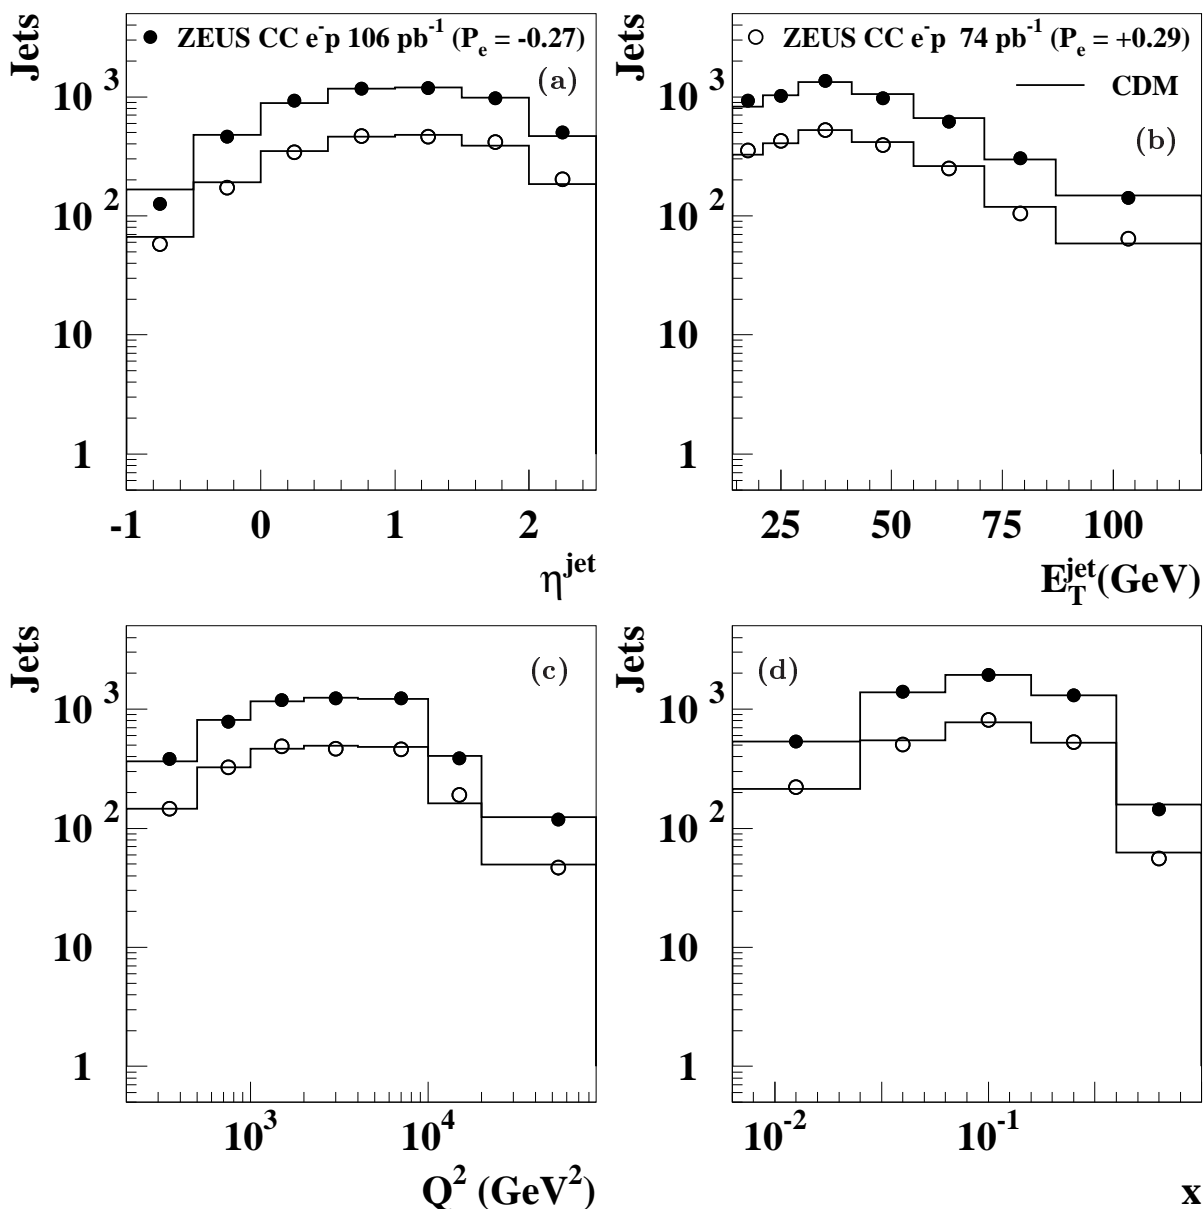 Jets
● ZEUS CC e⁻p 106 pb⁻¹ (Pₑ = -0.27)
(a)
10³
10²
10
1
-1 0 1 2
η^jet
Jets
○ ZEUS CC e⁻p 74 pb⁻¹ (Pₑ = +0.29)
— CDM
(b)
10³
10²
10
1
25 50 75 100
E_T^jet(GeV)
Jets
(c)
10³
10²
10
1
10³ 10⁴
Q² (GeV²)
Jets
(d)
10³
10²
10
1
10⁻² 10⁻¹
x